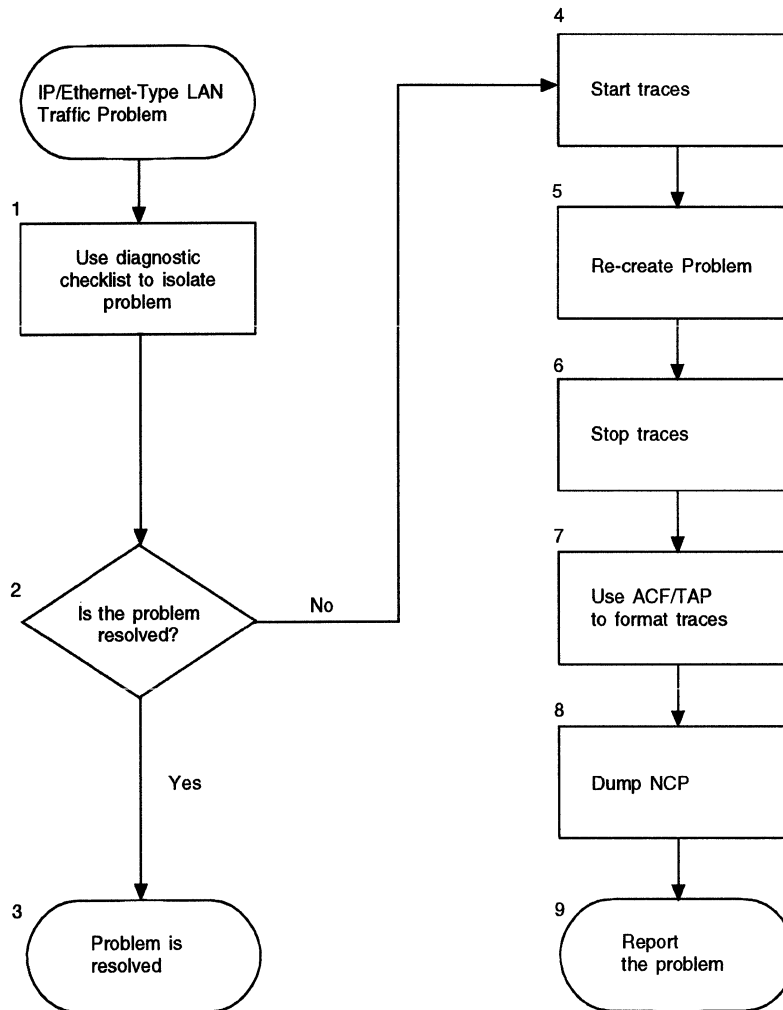 IP/Ethernet-Type LAN
Traffic Problem
1
Use diagnostic
checklist to isolate
problem
2
Is the problem
resolved?
No
Yes
3
Problem is
resolved
4
Start traces
5
Re-create Problem
6
Stop traces
7
Use ACF/TAP
to format traces
8
Dump NCP
9
Report
the problem